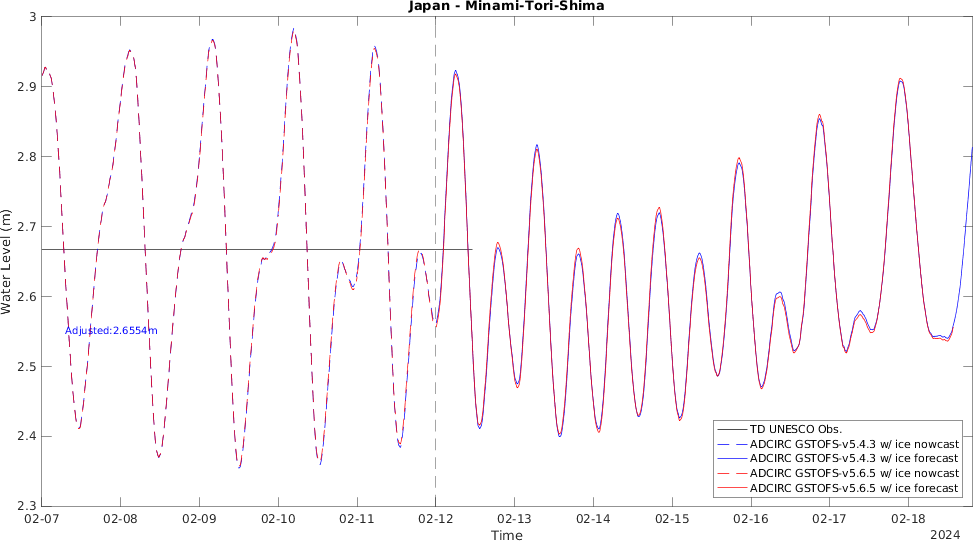 Japan - Minami-Tori-Shima
3
2.9
2.8
2.7
2.6
2.5
2.4
2.3
Water Level (m)
Adjusted:2.6554m
TD UNESCO Obs.
ADCIRC GSTOFS-v5.4.3 w/ ice nowcast
ADCIRC GSTOFS-v5.4.3 w/ ice forecast
ADCIRC GSTOFS-v5.6.5 w/ ice nowcast
ADCIRC GSTOFS-v5.6.5 w/ ice forecast
02-07 02-08 02-09 02-10 02-11 02-12 02-13 02-14 02-15 02-16 02-17 02-18
Time
2024